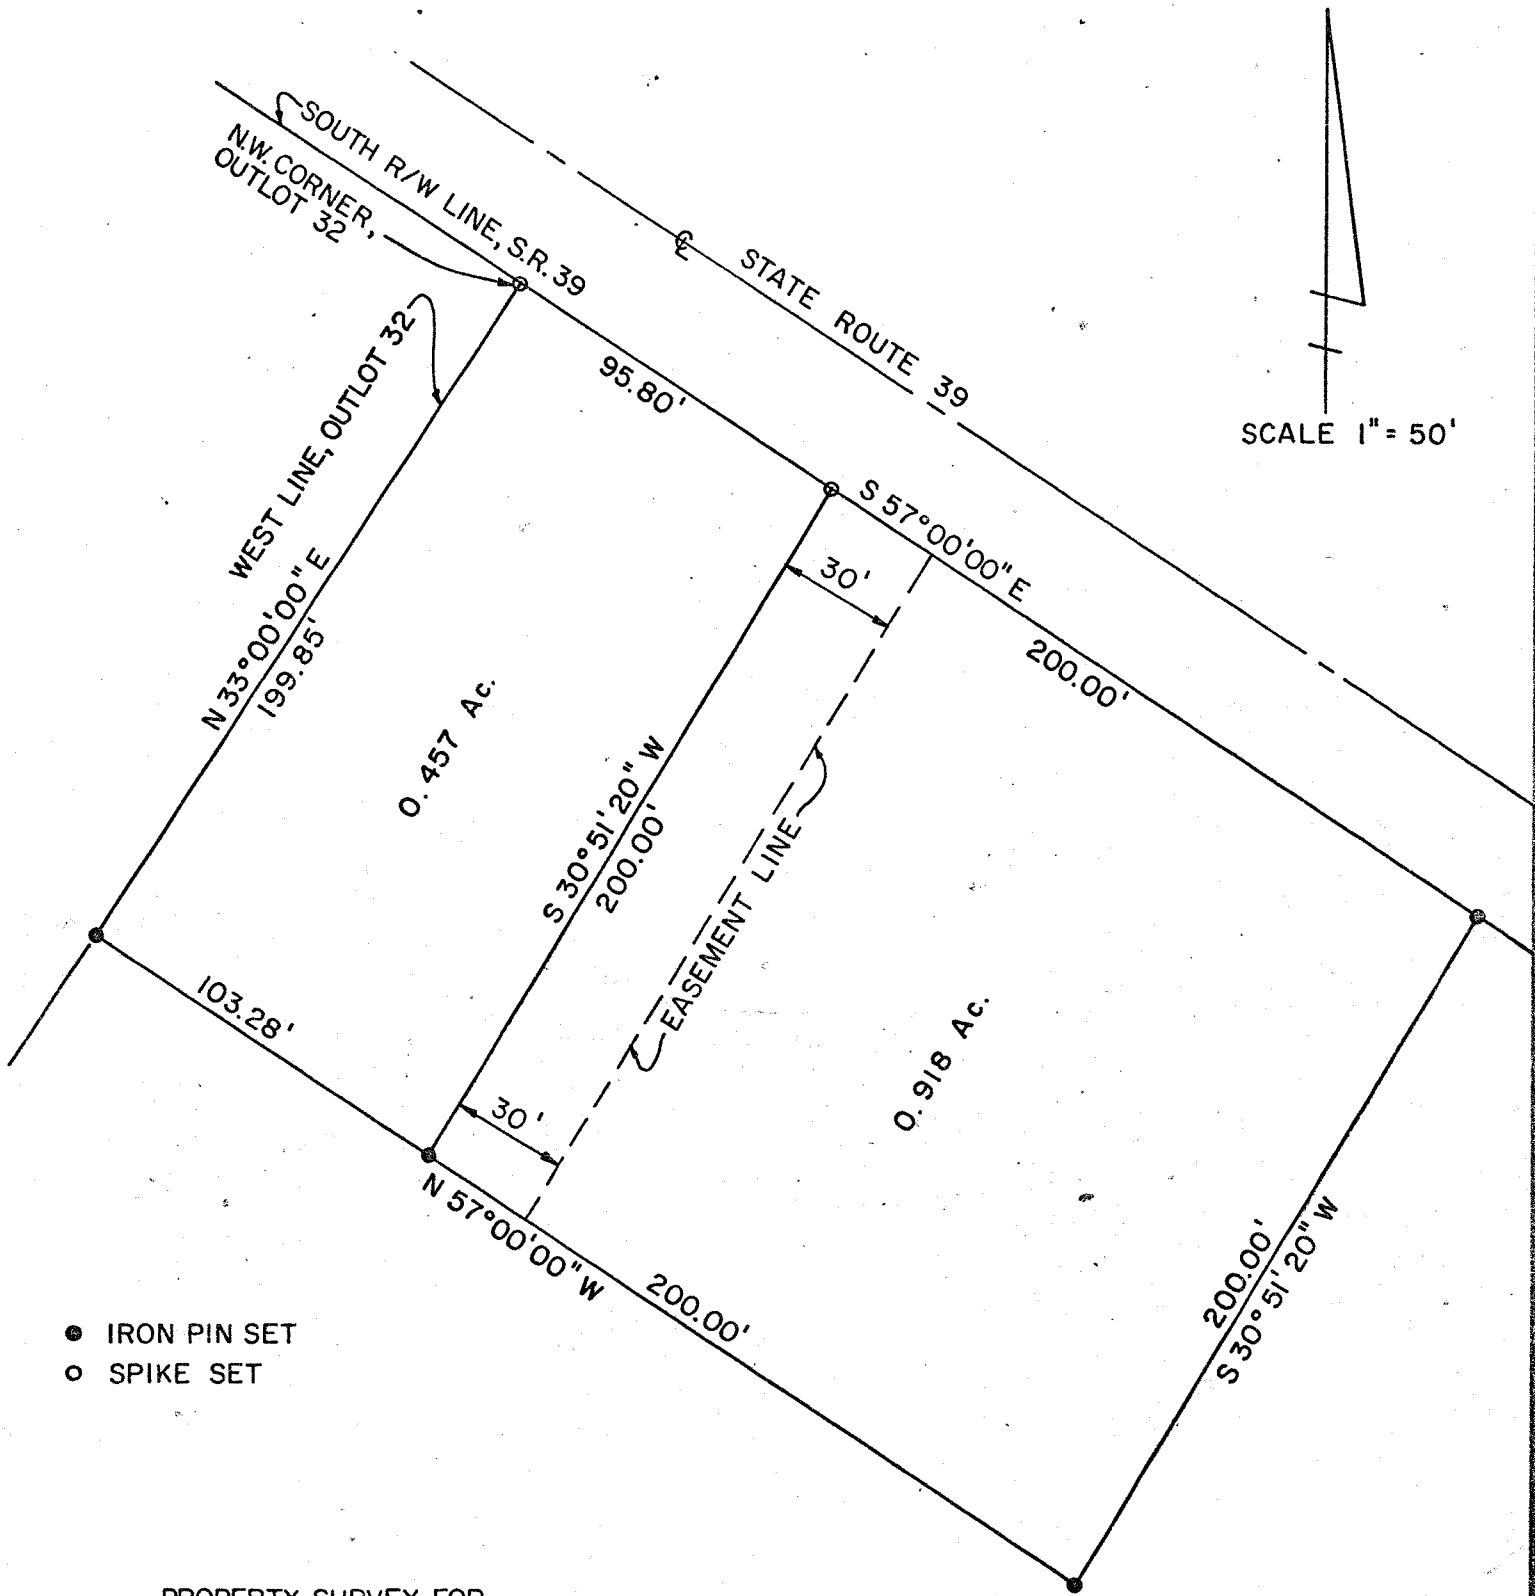 SOUTH R/W LINE, S.R. 39
N.W. CORNER,
OUTLOT 32
℄ STATE ROUTE 39
SCALE 1" = 50'
WEST LINE, OUTLOT 32
95.80'
S 57°00'00" E
200.00'
30'
N 33°00'00" E
199.85'
0.457 Ac.
S 30°51'20" W
200.00'
EASEMENT LINE
0.918 Ac.
103.28'
30'
N 57°00'00" W
200.00'
200.00'
S 30°51'20" W
● IRON PIN SET
○ SPIKE SET
PROPERTY SURVEY FOR